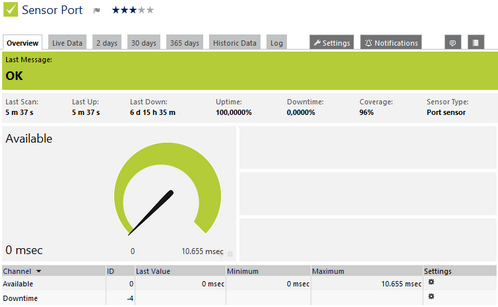 Sensor Port
Overview Live Data 2 days 30 days 365 days Historic Data Log Settings Notifications
Last Message:
OK
Last Scan: Last Up: Last Down: Uptime: Downtime: Coverage: Sensor Type:
5 m 37 s 5 m 37 s 6 d 15 h 35 m 100,0000% 0,0000% 96% Port sensor
Available
0 msec 0 10.655 msec
Channel ID Last Value Minimum Maximum Settings
Available 0 0 msec 0 msec 10.655 msec
Downtime -4